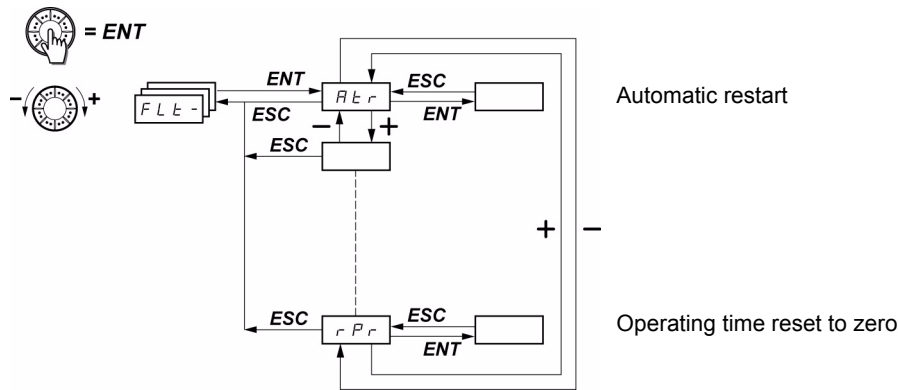 = ENT
ENT
ESC
Automatic restart
- +
FLt-
Atr
ESC
ENT
- +
ESC
+ -
ESC
ESC
Operating time reset to zero
rPr
ENT